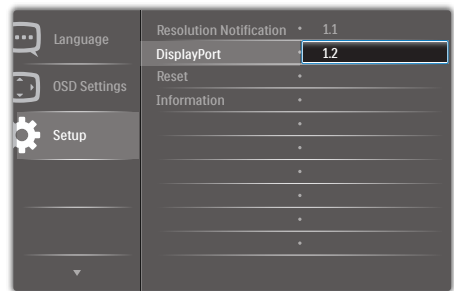 Language
OSD Settings
Setup
Resolution Notification
DisplayPort
Reset
Information
1.1
1.2